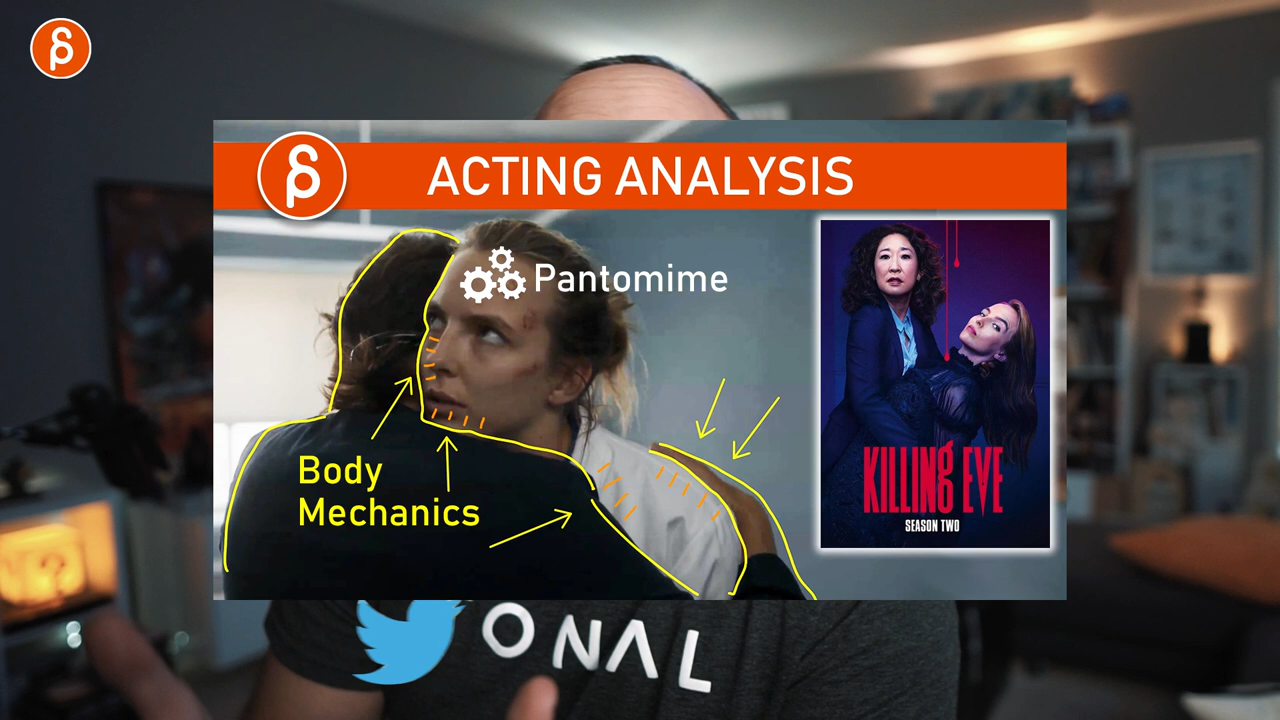 ACTING ANALYSIS
Pantomime
Body
Mechanics
KILLING EVE
SEASON TWO
ONAL